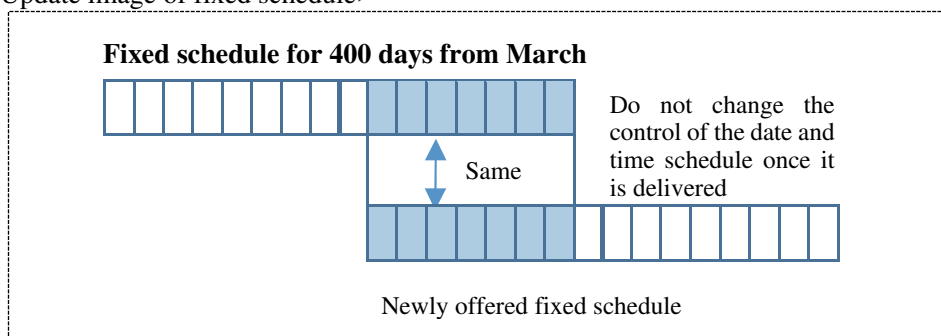 Update image of fixed schedule>
Fixed schedule for 400 days from March
Do not change the
control of the date and
time schedule once it
is delivered
Same
Newly offered fixed schedule